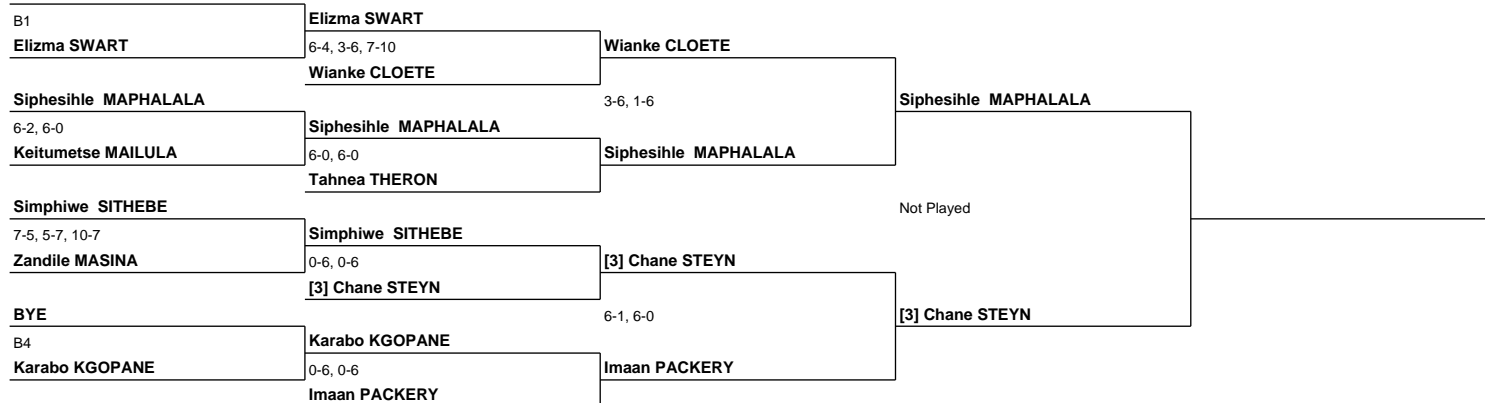 B1
Elizma SWART
Elizma SWART
6-4, 3-6, 7-10
Wianke CLOETE
Wianke CLOETE
Siphesihle MAPHALALA
3-6, 1-6
Siphesihle MAPHALALA
6-2, 6-0
Siphesihle MAPHALALA
Keitumetse MAILULA
6-0, 6-0
Siphesihle MAPHALALA
Tahnea THERON
Simphiwe SITHEBE
Not Played
7-5, 5-7, 10-7
Simphiwe SITHEBE
Zandile MASINA
0-6, 0-6
[3] Chane STEYN
[3] Chane STEYN
BYE
6-1, 6-0
[3] Chane STEYN
B4
Karabo KGOPANE
Karabo KGOPANE
0-6, 0-6
Imaan PACKERY
Imaan PACKERY